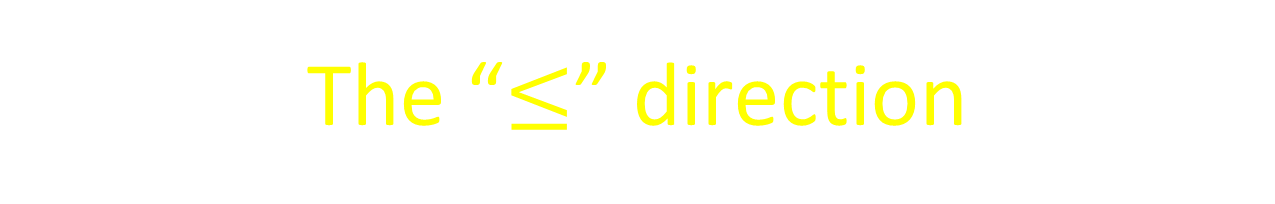 The “≤” direction